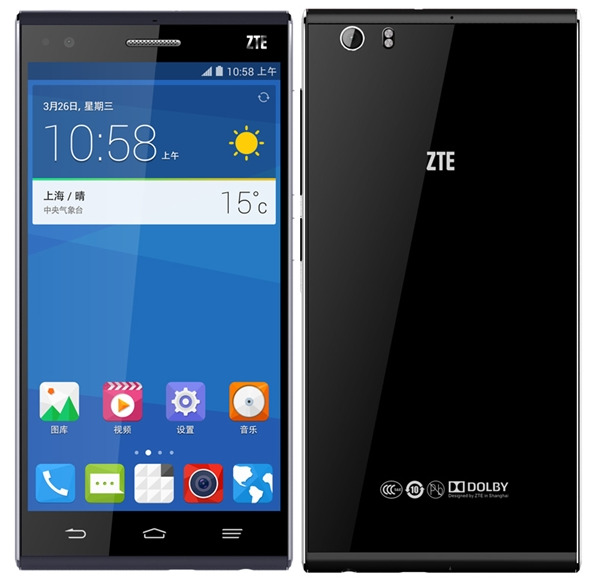 ZTE
10:58 上午
3月26日, 星期三
10:58 上午
上海 / 晴
中央气象台
15°c
图库
视频
设置
音乐
ZTE
DOLBY
Designed by ZTE in Shanghai